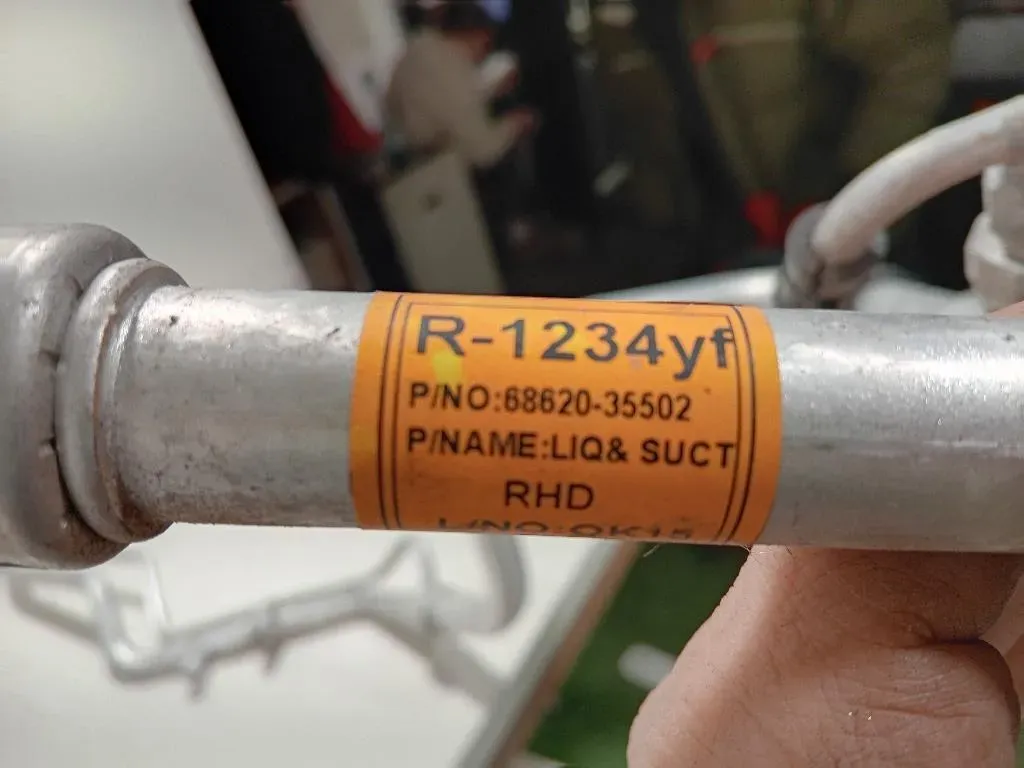 R-1234yf
P/NO:68620-35502
P/NAME:LIQ& SUCT
RHD